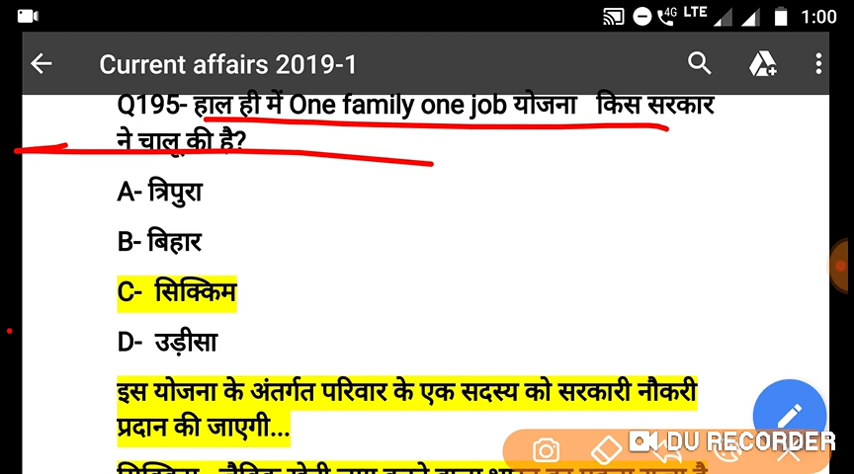 4G LTE 1:00
Current affairs 2019-1
Q195- हाल ही में One family one job योजना किस सरकार
ने चालू की है?
A- त्रिपुरा
B- बिहार
C- सिक्किम
D- उड़ीसा
इस योजना के अंतर्गत परिवार के एक सदस्य को सरकारी नौकरी
प्रदान की जाएगी...
DU RECORDER